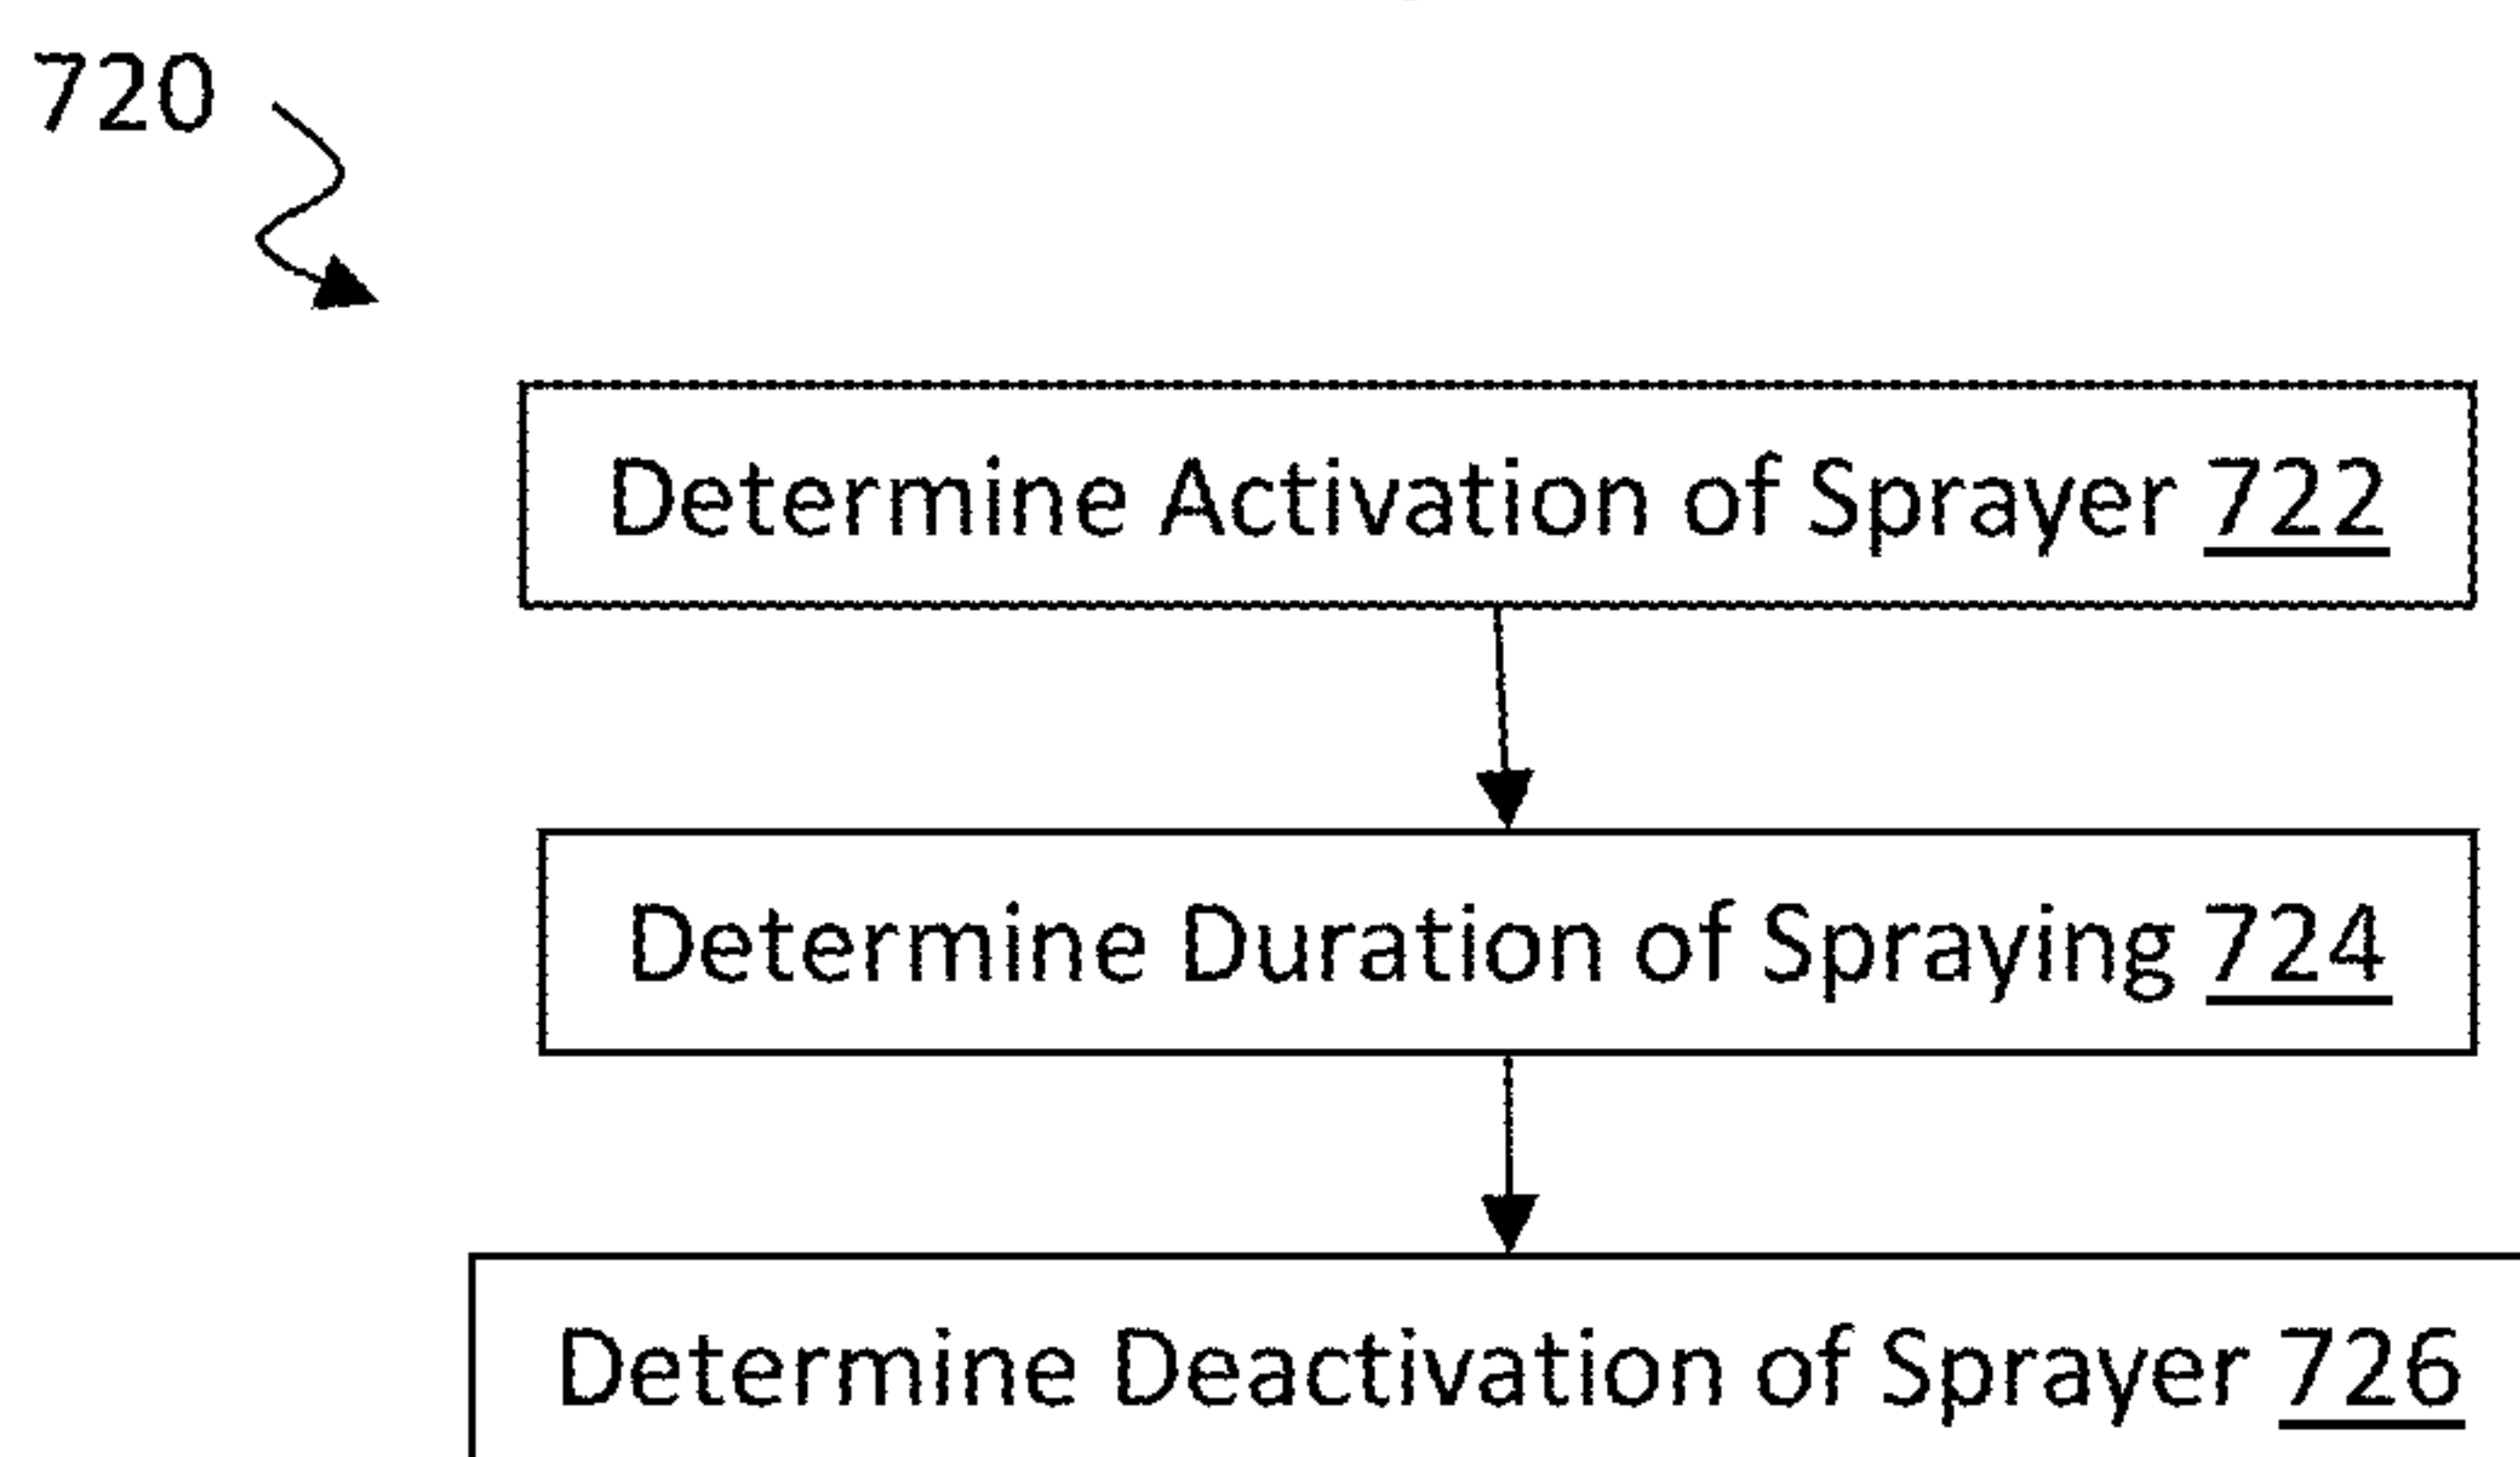 720
Determine Activation of Sprayer 722
Determine Duration of Spraying 724
Determine Deactivation of Sprayer 726